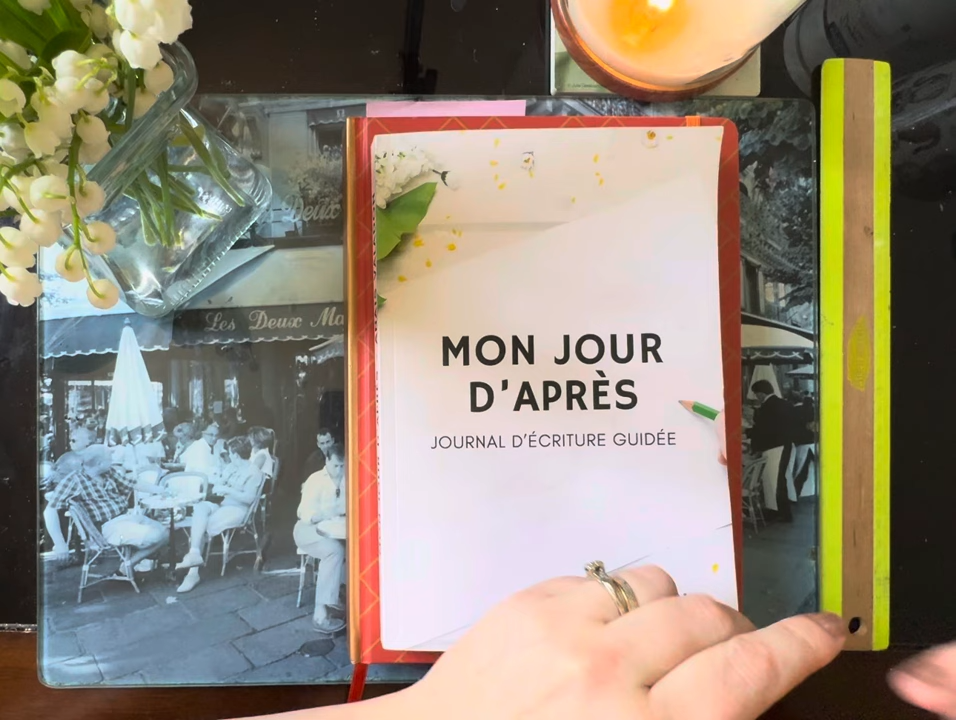 Deux
Les Deux Ma
MON JOUR
D'APRÈS
JOURNAL D'ÉCRITURE GUIDÉE